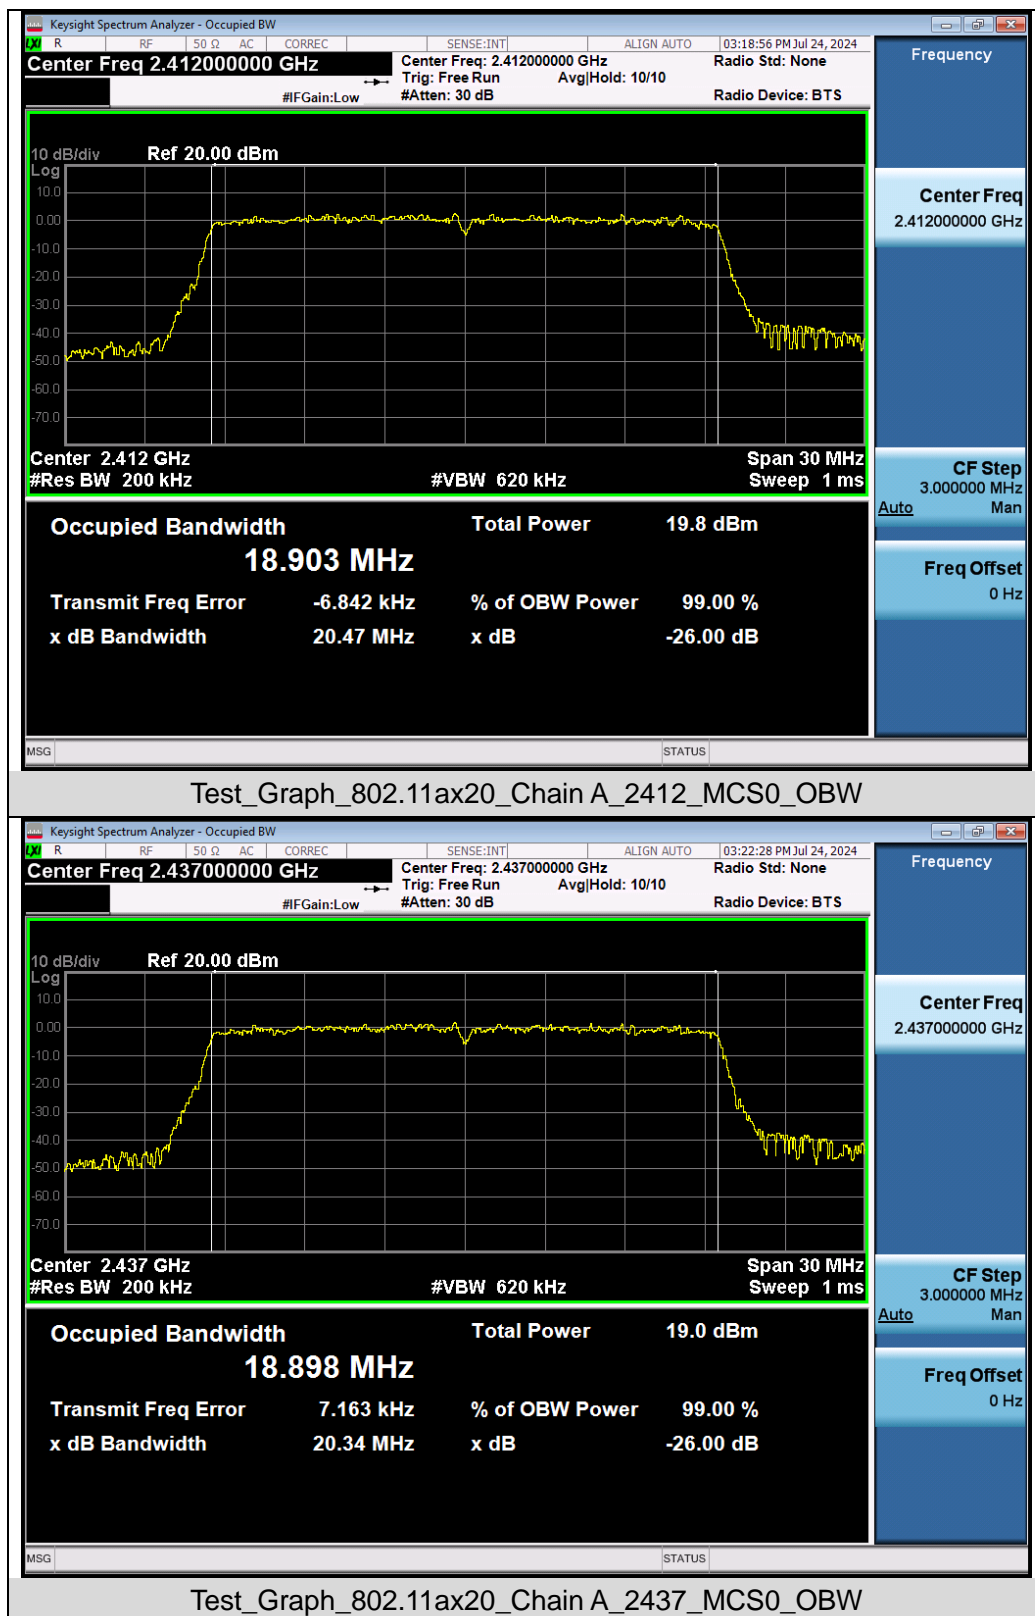 Keysight Spectrum Analyzer - Occupied BW
LXI R RF 50 Ω AC CORREC SENSE:INT ALIGN AUTO 03:18:56 PM Jul 24, 2024
Center Freq 2.412000000 GHz Center Freq: 2.412000000 GHz Radio Std: None Frequency
Trig: Free Run Avg|Hold: 10/10
#IFGain:Low #Atten: 30 dB Radio Device: BTS
10 dB/div Ref 20.00 dBm
Log
10.0
0.00
-10.0
-20.0
-30.0
-40.0
-50.0
-60.0
-70.0
Center Freq
2.412000000 GHz
Center 2.412 GHz Span 30 MHz
#Res BW 200 kHz #VBW 620 kHz Sweep 1 ms
CF Step
3.000000 MHz
Auto Man
Occupied Bandwidth Total Power 19.8 dBm
18.903 MHz
Transmit Freq Error -6.842 kHz % of OBW Power 99.00 %
x dB Bandwidth 20.47 MHz x dB -26.00 dB
Freq Offset
0 Hz
MSG STATUS
Test_Graph_802.11ax20_Chain A_2412_MCS0_OBW
Keysight Spectrum Analyzer - Occupied BW
LXI R RF 50 Ω AC CORREC SENSE:INT ALIGN AUTO 03:22:28 PM Jul 24, 2024
Center Freq 2.437000000 GHz Center Freq: 2.437000000 GHz Radio Std: None Frequency
Trig: Free Run Avg|Hold: 10/10
#IFGain:Low #Atten: 30 dB Radio Device: BTS
10 dB/div Ref 20.00 dBm
Log
10.0
0.00
-10.0
-20.0
-30.0
-40.0
-50.0
-60.0
-70.0
Center Freq
2.437000000 GHz
Center 2.437 GHz Span 30 MHz
#Res BW 200 kHz #VBW 620 kHz Sweep 1 ms
CF Step
3.000000 MHz
Auto Man
Occupied Bandwidth Total Power 19.0 dBm
18.898 MHz
Transmit Freq Error 7.163 kHz % of OBW Power 99.00 %
x dB Bandwidth 20.34 MHz x dB -26.00 dB
Freq Offset
0 Hz
MSG STATUS
Test_Graph_802.11ax20_Chain A_2437_MCS0_OBW